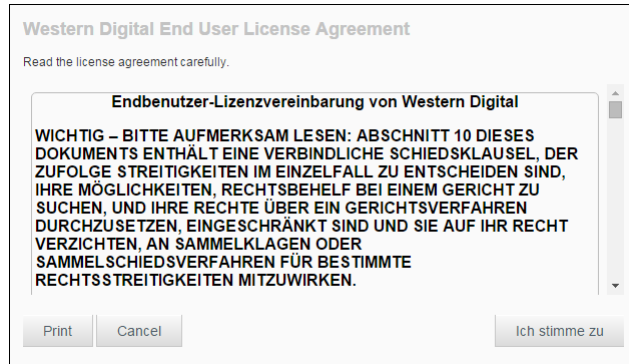 Western Digital End User License Agreement
Read the license agreement carefully.
Endbenutzer-Lizenzvereinbarung von Western Digital
WICHTIG – BITTE AUFMERKSAM LESEN: ABSCHNITT 10 DIESES
DOKUMENTS ENTHÄLT EINE VERBINDLICHE SCHIEDSKLAUSEL, DER
ZUFOLGE STREITIGKEITEN IM EINZELFALL ZU ENTSCHEIDEN SIND,
IHRE MÖGLICHKEITEN, RECHTSBEHELF BEI EINEM GERICHT ZU
SUCHEN, UND IHRE RECHTE ÜBER EIN GERICHTSVERFAHREN
DURCHZUSETZEN, EINGESCHRÄNKT SIND UND SIE AUF IHR RECHT
VERZICHTEN, AN SAMMELKLAGEN ODER
SAMMELSCHIEDSVERFAHREN FÜR BESTIMMTE
RECHTSSTREITIGKEITEN MITZUWIRKEN.
Print Cancel Ich stimme zu